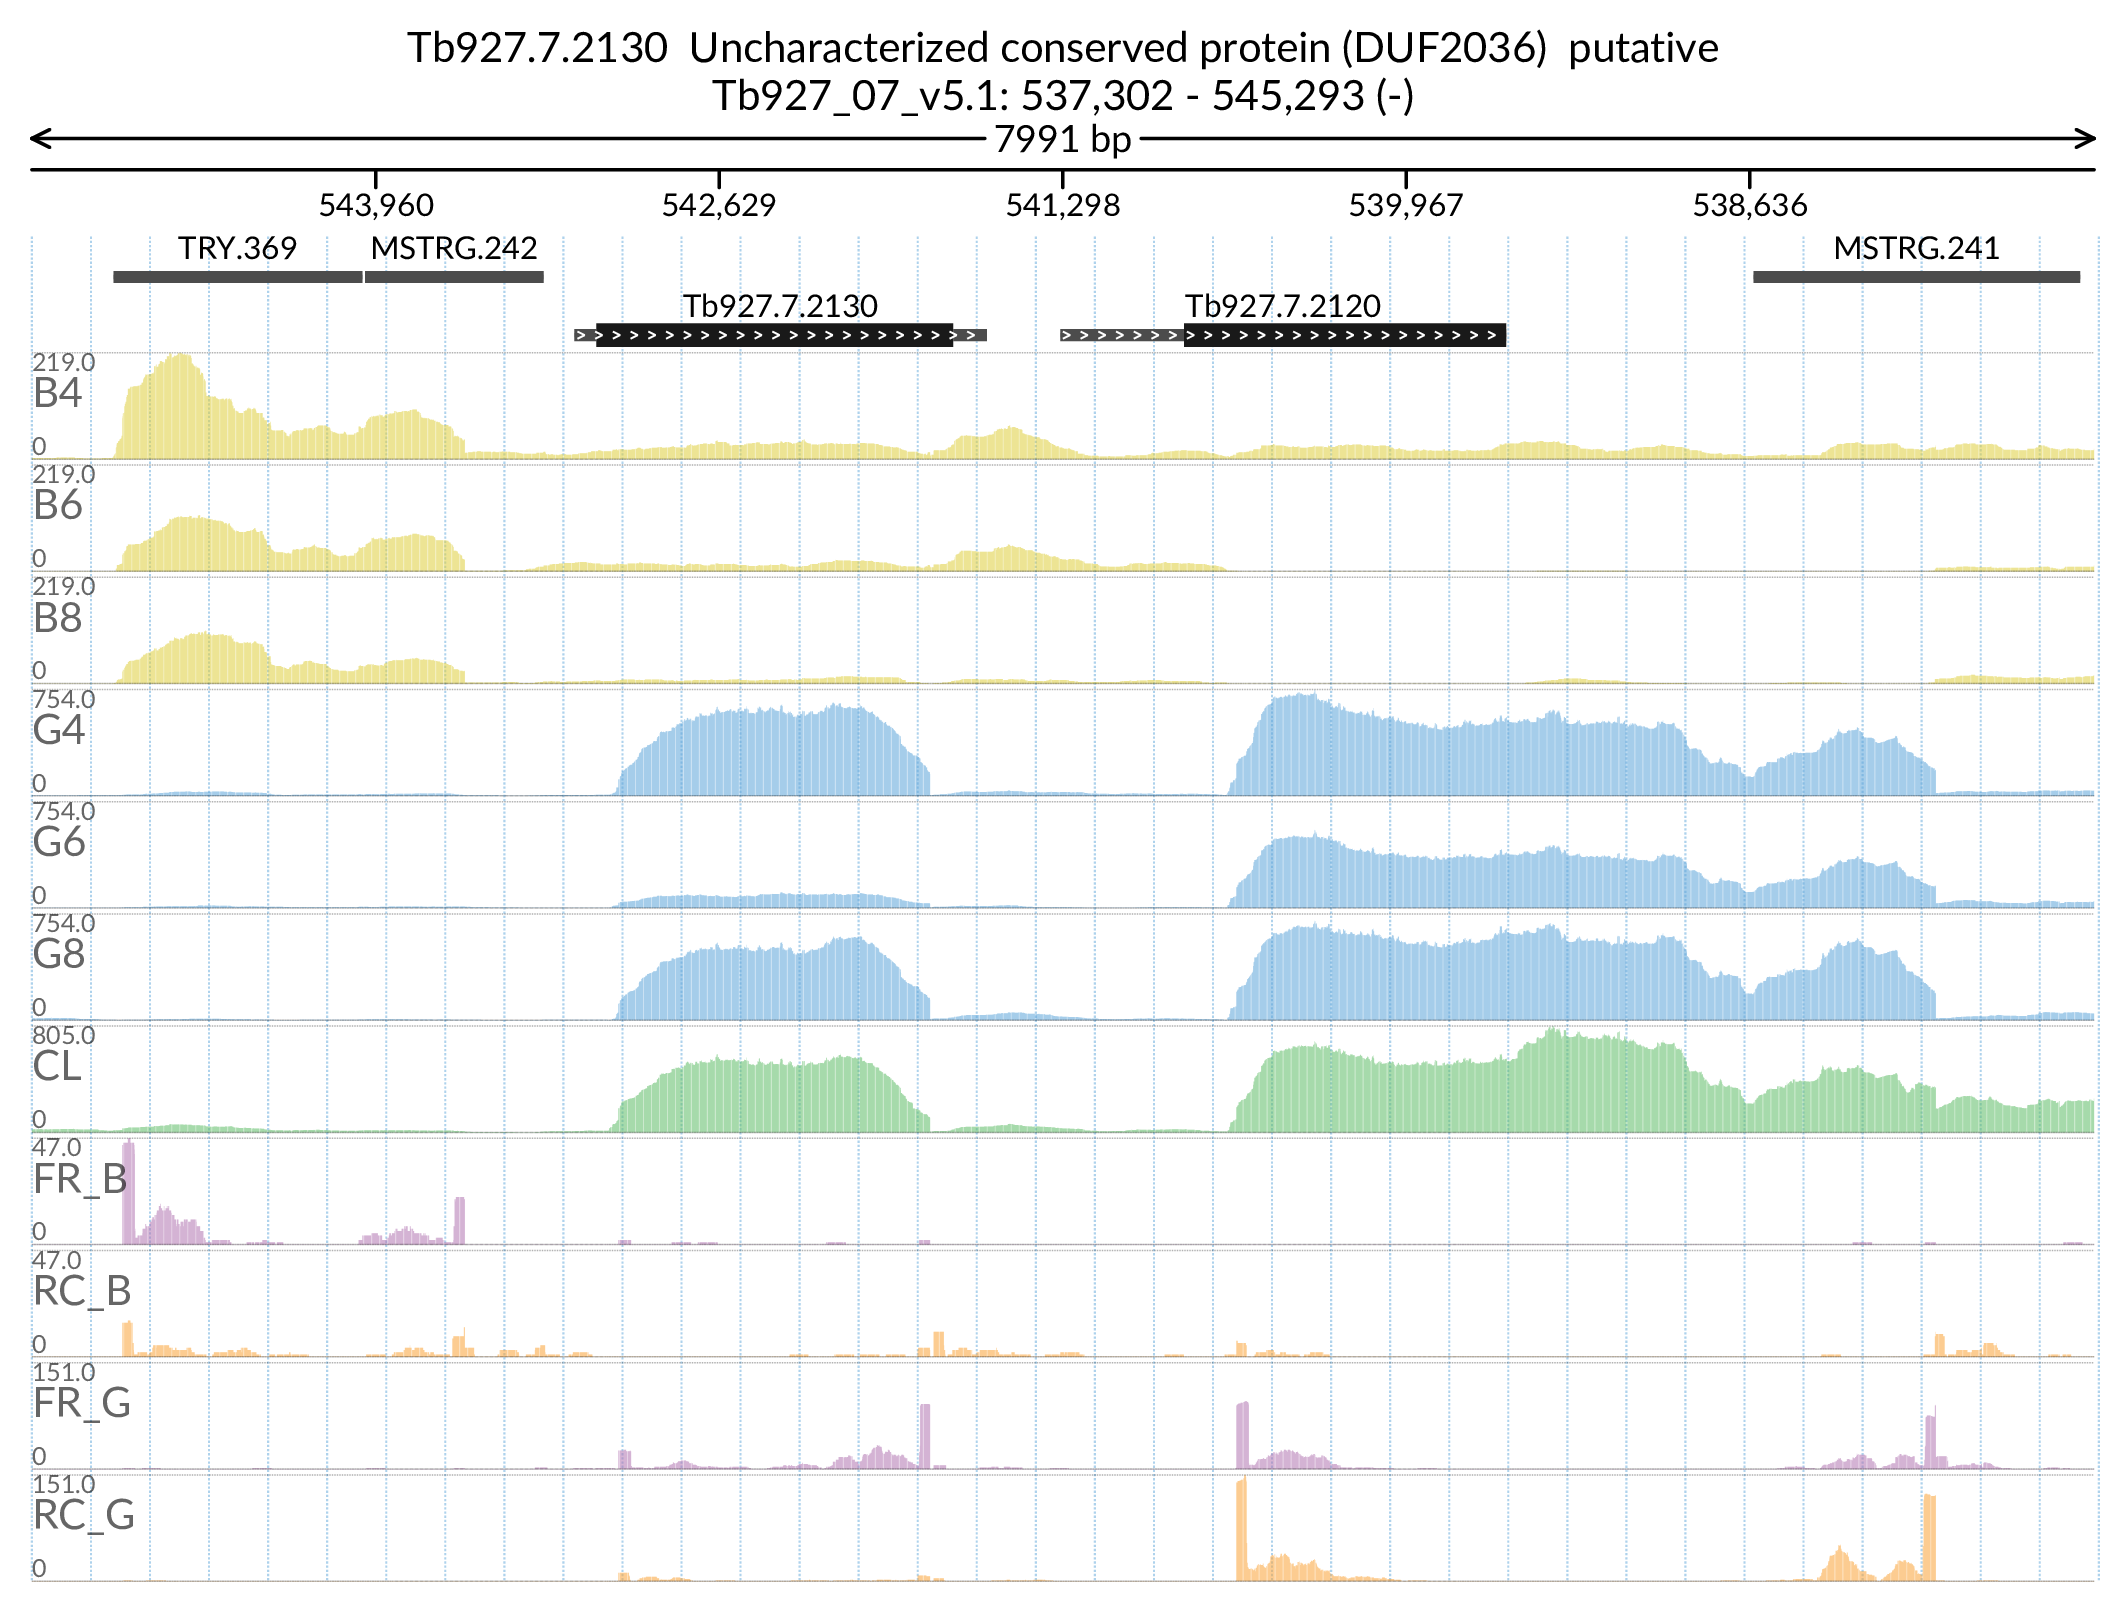 Tb927.7.2130  Uncharacterized conserved protein (DUF2036)  putative
Tb927_07_v5.1: 537,302 - 545,293 (-)
7991 bp
543,960 542,629 541,298 539,967 538,636
TRY.369 MSTRG.242 MSTRG.241
Tb927.7.2130 Tb927.7.2120
219.0
B4
0
219.0
B6
0
219.0
B8
0
754.0
G4
0
754.0
G6
0
754.0
G8
0
805.0
CL
0
47.0
FR_B
0
47.0
RC_B
0
151.0
FR_G
0
151.0
RC_G
0